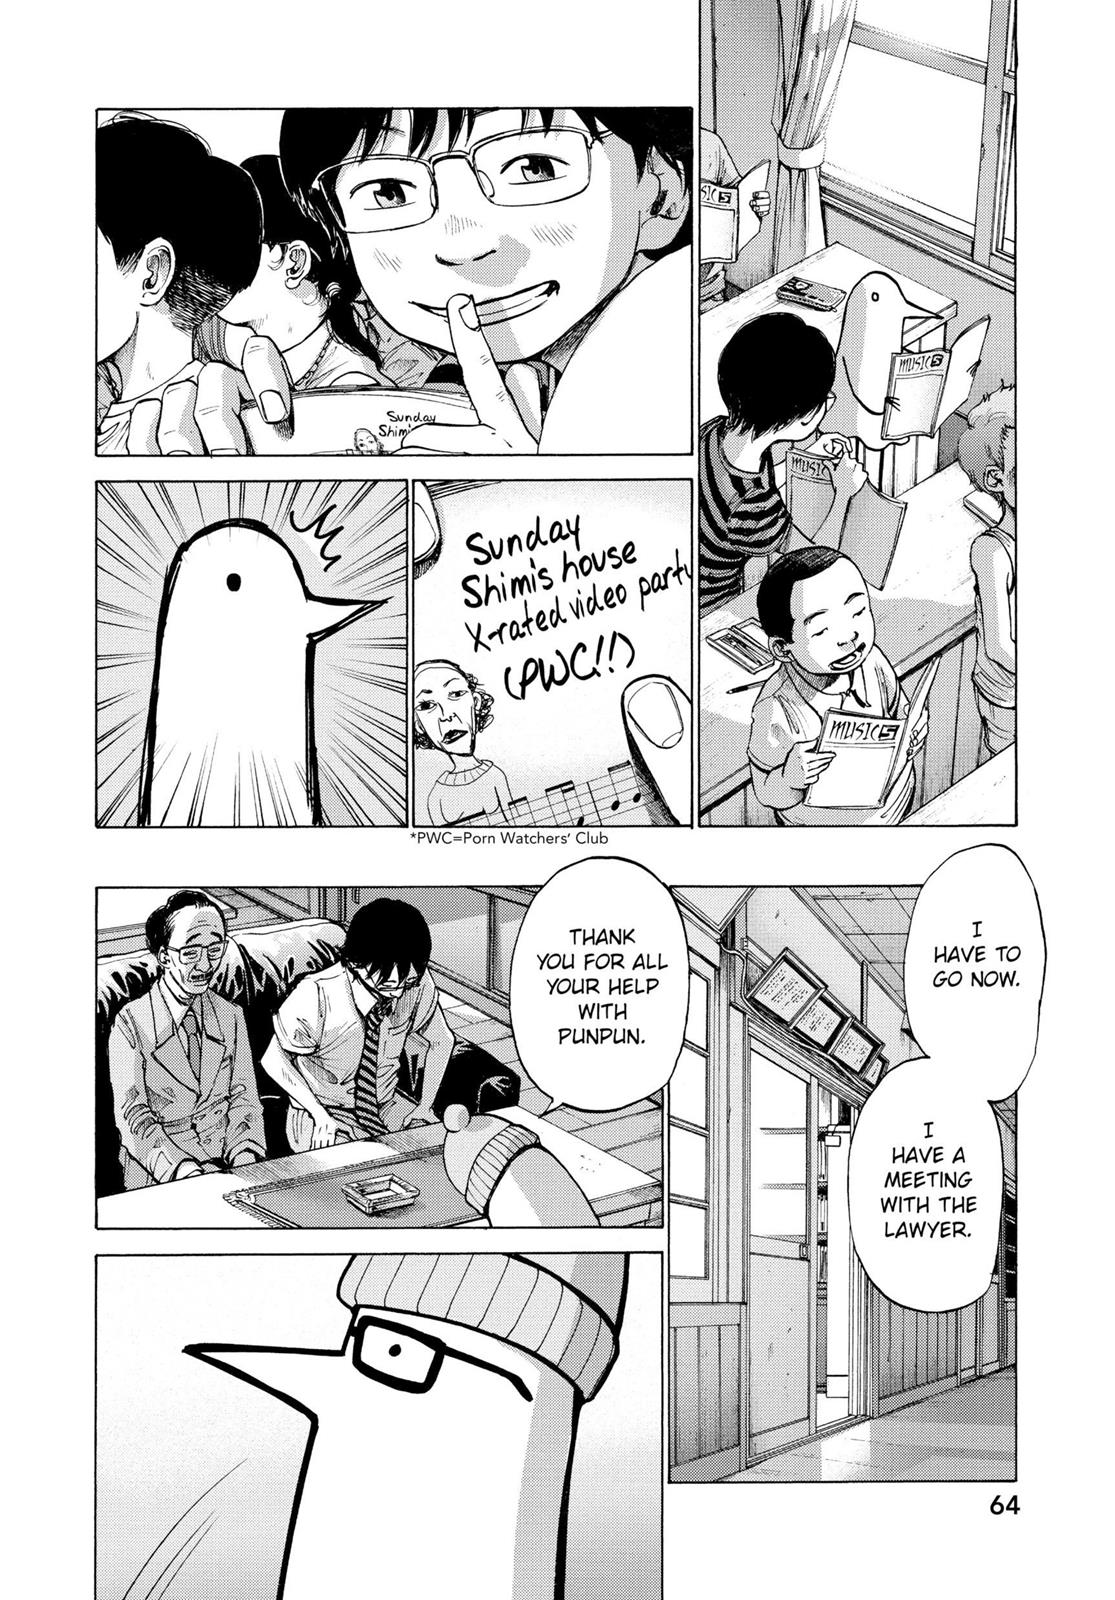 MUSIC 5
MUSIC 5
MUSIC
MUSIC 5
Sunday
Shimi's
Sunday
Shimi's house
X-rated video party
(PWC!!)
*PWC=Porn Watchers' Club
I
HAVE TO
GO NOW.
I
HAVE A
MEETING
WITH THE
LAWYER.
THANK
YOU FOR ALL
YOUR HELP
WITH
PUNPUN.
64